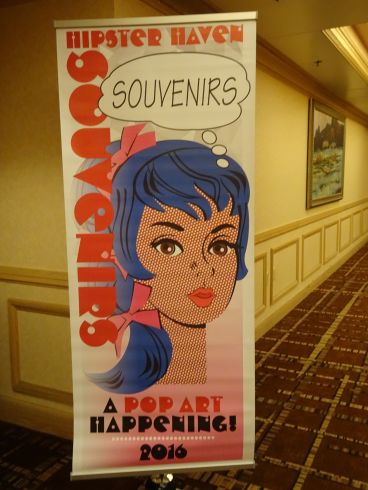 HIPSTER HAVEN
SOUVENIRS
SOUVENIRS
A POP ART
HAPPENING!
2016